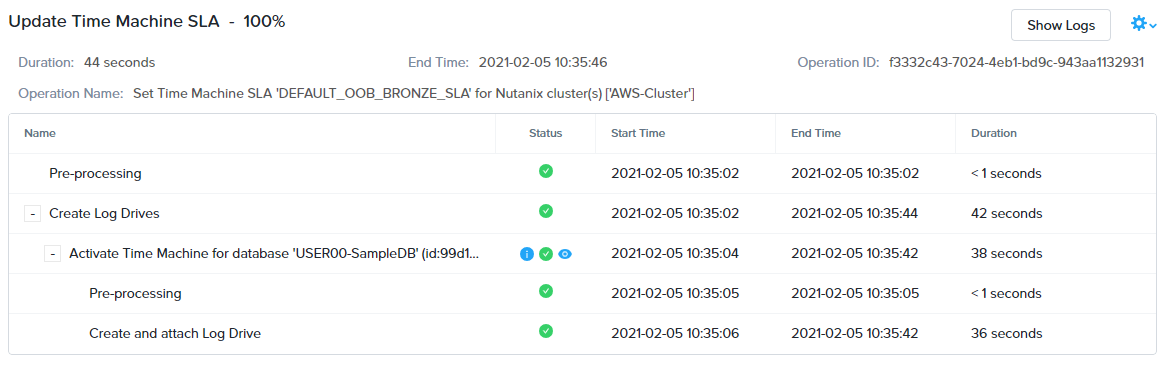 Update Time Machine SLA - 100%
Show Logs
Duration: 44 seconds End Time: 2021-02-05 10:35:46 Operation ID: f3332c43-7024-4eb1-bd9c-943aa1132931
Operation Name: Set Time Machine SLA 'DEFAULT_OOB_BRONZE_SLA' for Nutanix cluster(s) ['AWS-Cluster']
Name Status Start Time End Time Duration
Pre-processing 2021-02-05 10:35:02 2021-02-05 10:35:02 < 1 seconds
- Create Log Drives 2021-02-05 10:35:02 2021-02-05 10:35:44 42 seconds
- Activate Time Machine for database 'USER00-SampleDB' (id:99d1... 2021-02-05 10:35:04 2021-02-05 10:35:42 38 seconds
Pre-processing 2021-02-05 10:35:05 2021-02-05 10:35:05 < 1 seconds
Create and attach Log Drive 2021-02-05 10:35:06 2021-02-05 10:35:42 36 seconds